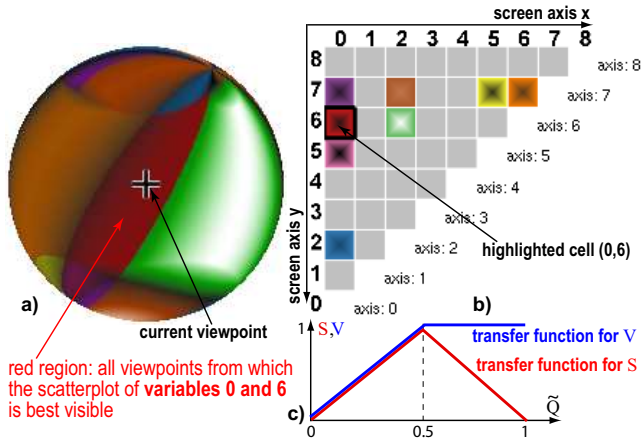 screen axis x
0 1 2 3 4 5 6 7 8
screen axis y
8 axis: 8
7 axis: 7
6 axis: 6
5 axis: 5
4 axis: 4
3 axis: 3
2 axis: 2
1 axis: 1
0 axis: 0
highlighted cell (0,6)
a)
current viewpoint
b)
red region: all viewpoints from which
the scatterplot of variables 0 and 6
is best visible
1
S,V
transfer function for V
transfer function for S
c)
Q̃
0
0.5
1